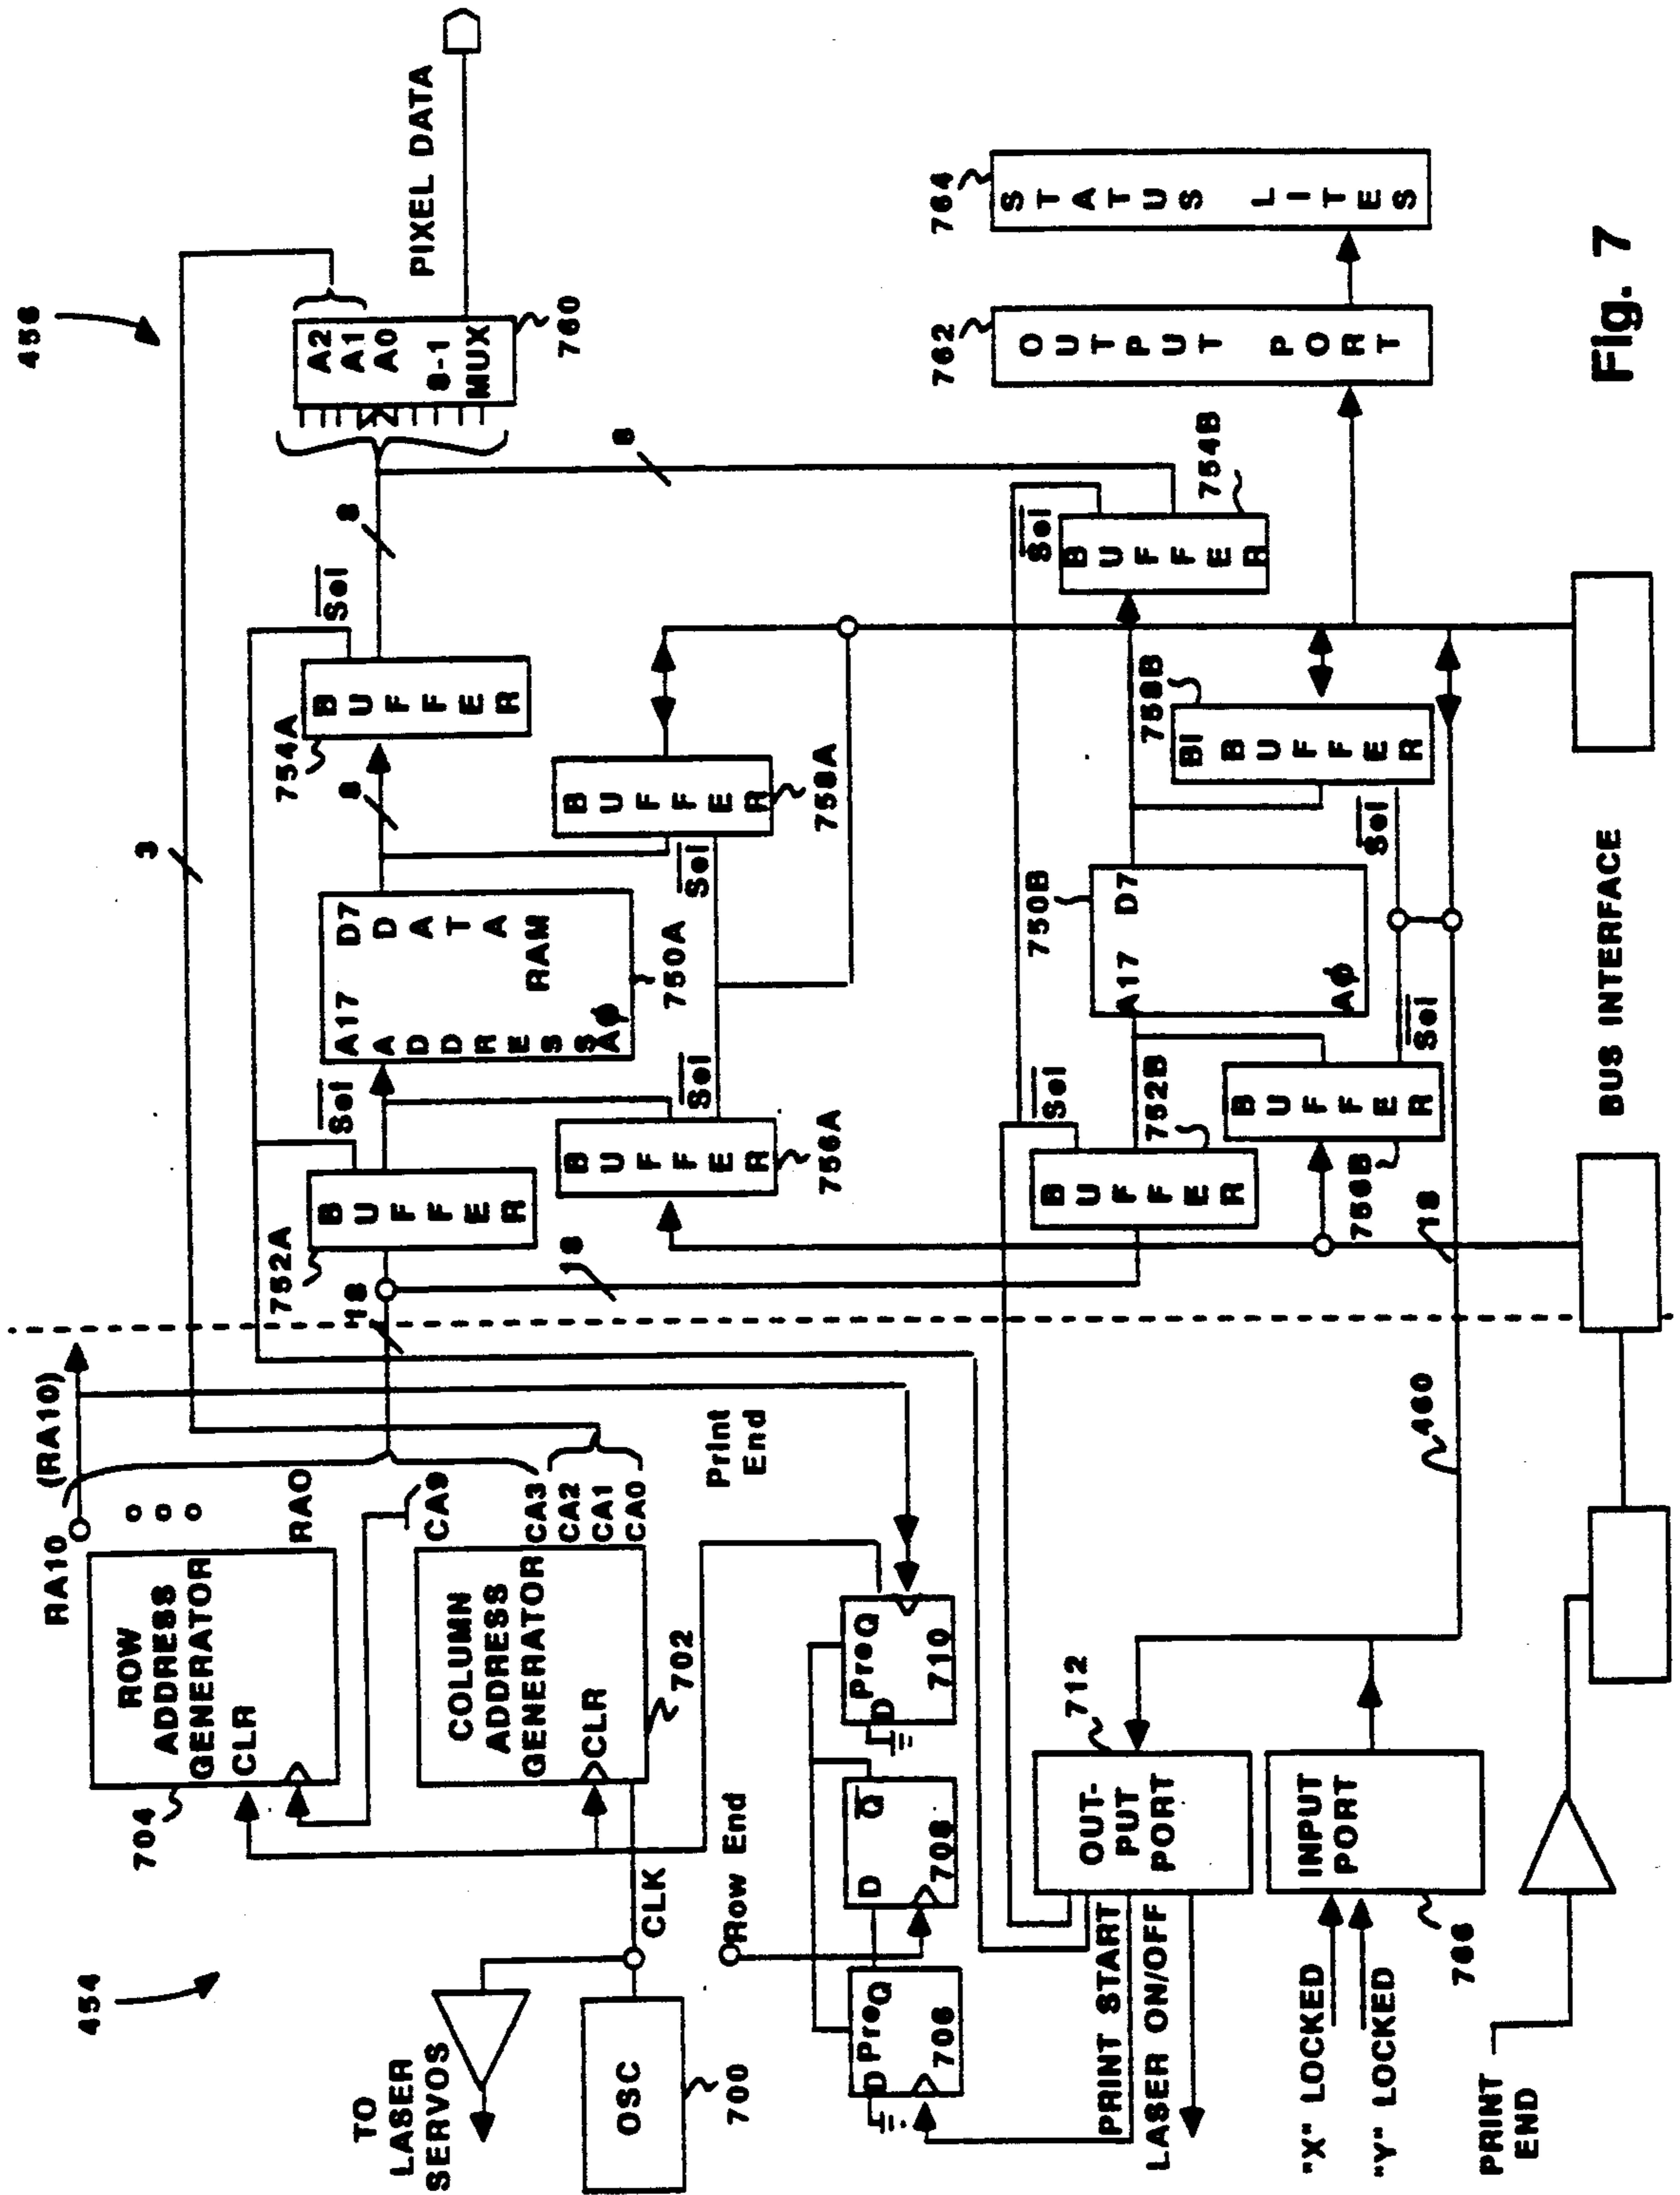 454
456
TO
LASER
SERVOS
OSC
700
CLK
704
ROW
ADDRESS
GENERATOR
CLR
RA10
(RA10)
RA0
CA9
COLUMN
ADDRESS
GENERATOR
CLR
702
CA3
CA2
CA1
CA0
3
18
752A
BUFFER
Sel
A17 D7
ADDRESS
DATA
RAM
Aϕ
750A
8
754A
BUFFER
Sel
8
A2
A1
A0
8-1
MUX
760
PIXEL DATA
18
756A
BUFFER
Sel
Sel
BUFFER
758A
8
Row End
Print
End
D
Pre
Q
706
D
Q
708
D
Pre
Q
710
712
OUT-
PUT
PORT
PRINT START
LASER ON/OFF
"X" LOCKED
"Y" LOCKED
INPUT
PORT
766
PRINT
END
460
BUFFER
752B
Sel
A17 D7
Aϕ
750B
BUFFER
756B
Sel
Sel
18
BI
BUFFER
758B
Sel
BUFFER
754B
762
OUTPUT PORT
764
STATUS LITES
BUS INTERFACE
Fig. 7